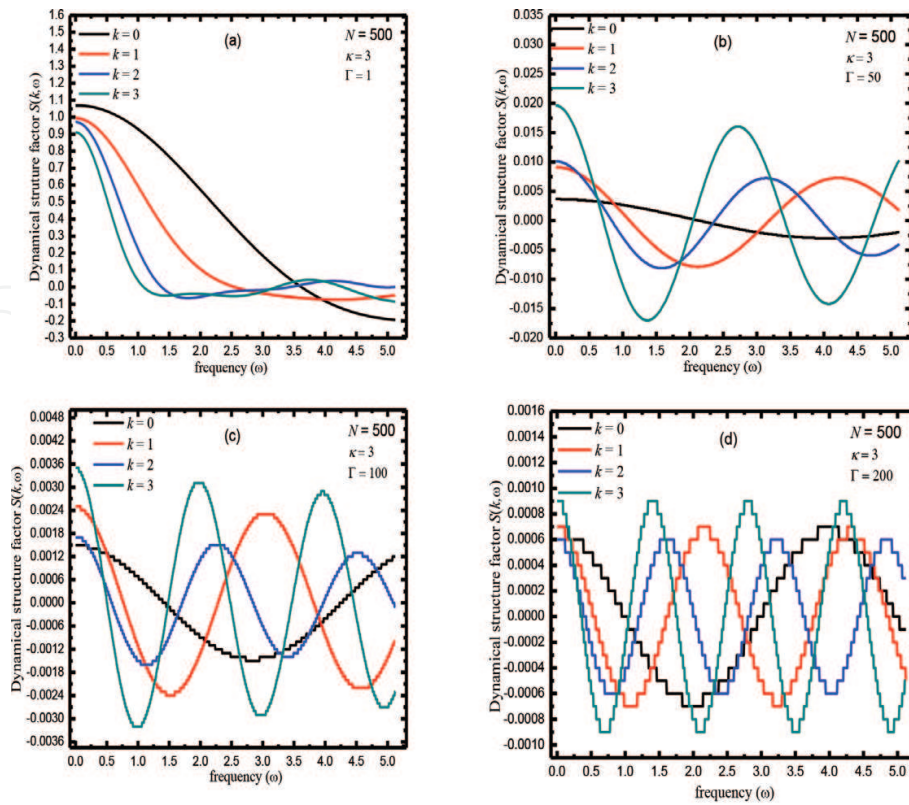 Dynamical struture factor S(k,ω)
1.6
1.5
1.4
1.3
1.2
1.1
1.0
0.9
0.8
0.7
0.6
0.5
0.4
0.3
0.2
0.1
0.0
-0.1
-0.2
-0.3
k = 0
k = 1
k = 2
k = 3
(a)
N = 500
κ = 3
Γ = 1
0.0 0.5 1.0 1.5 2.0 2.5 3.0 3.5 4.0 4.5 5.0
frequency (ω)
Dynamical structure factor S(k,ω)
0.035
0.030
0.025
0.020
0.015
0.010
0.005
0.000
-0.005
-0.010
-0.015
-0.020
k = 0
k = 1
k = 2
k = 3
(b)
N = 500
κ = 3
Γ = 50
0.0 0.5 1.0 1.5 2.0 2.5 3.0 3.5 4.0 4.5 5.0
frequency (ω)
Dynamical structure factor S(k,ω)
0.0048
0.0042
0.0036
0.0030
0.0024
0.0018
0.0012
0.0006
0.0000
-0.0006
-0.0012
-0.0018
-0.0024
-0.0030
-0.0036
k = 0
k = 1
k = 2
k = 3
(c)
N = 500
κ = 3
Γ = 100
0.0 0.5 1.0 1.5 2.0 2.5 3.0 3.5 4.0 4.5 5.0
frequency (ω)
Dynamical structure factor S(k,ω)
0.0016
0.0014
0.0012
0.0010
0.0008
0.0006
0.0004
0.0002
0.0000
-0.0002
-0.0004
-0.0006
-0.0008
-0.0010
k = 0
k = 1
k = 2
k = 3
(d)
N = 500
κ = 3
Γ = 200
0.0 0.5 1.0 1.5 2.0 2.5 3.0 3.5 4.0 4.5 5.0
frequency (ω)